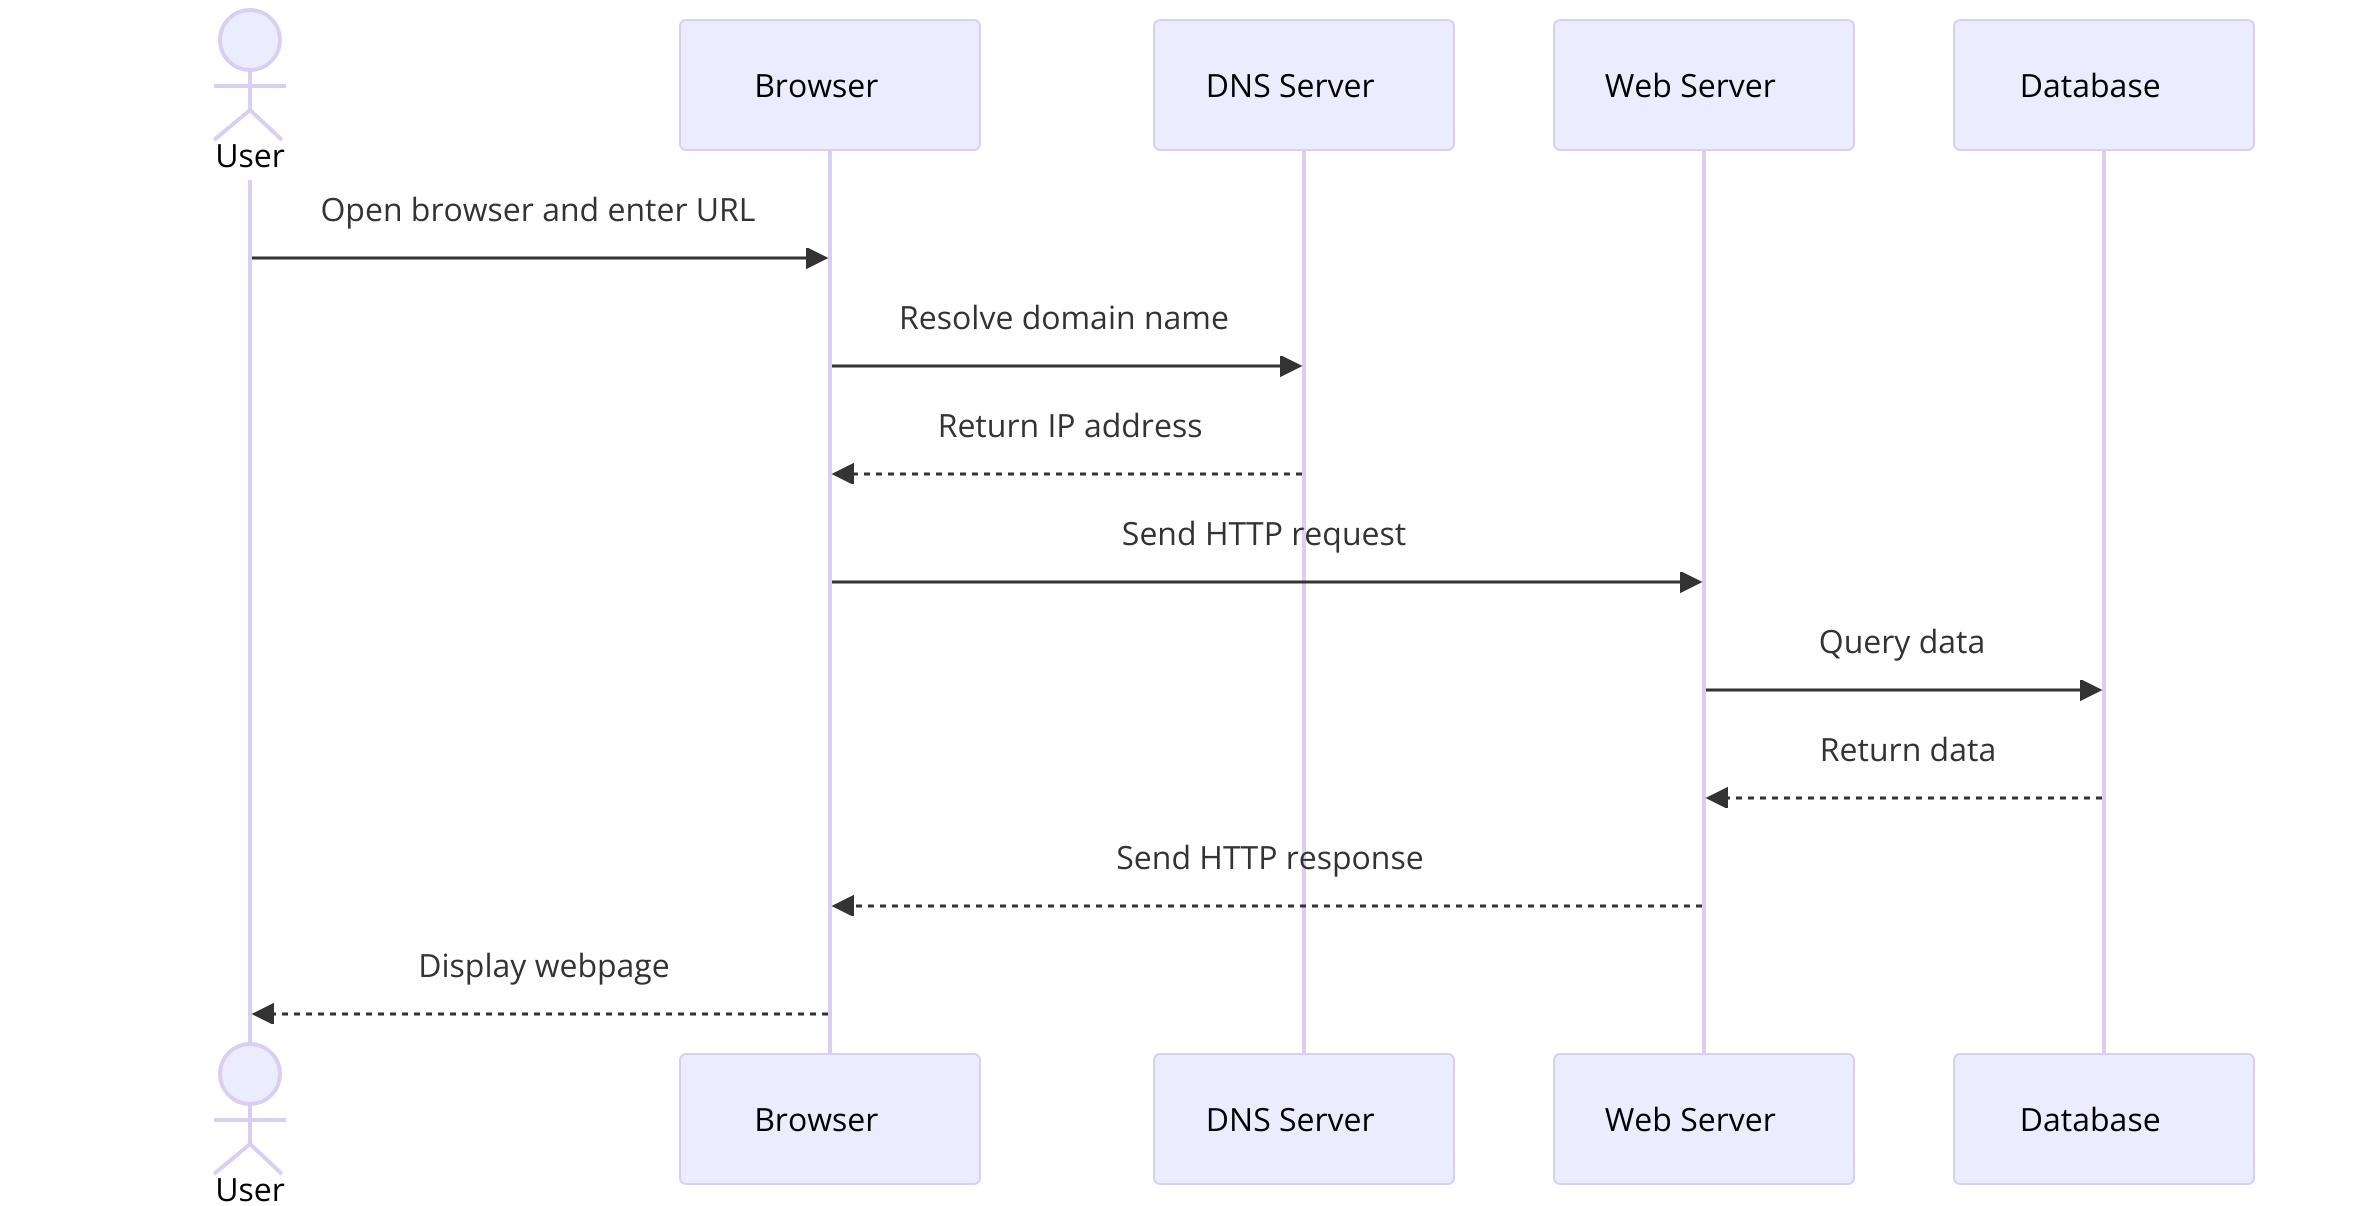 User
Browser
DNS Server
Web Server
Database
Open browser and enter URL
Resolve domain name
Return IP address
Send HTTP request
Query data
Return data
Send HTTP response
Display webpage
User
Browser
DNS Server
Web Server
Database